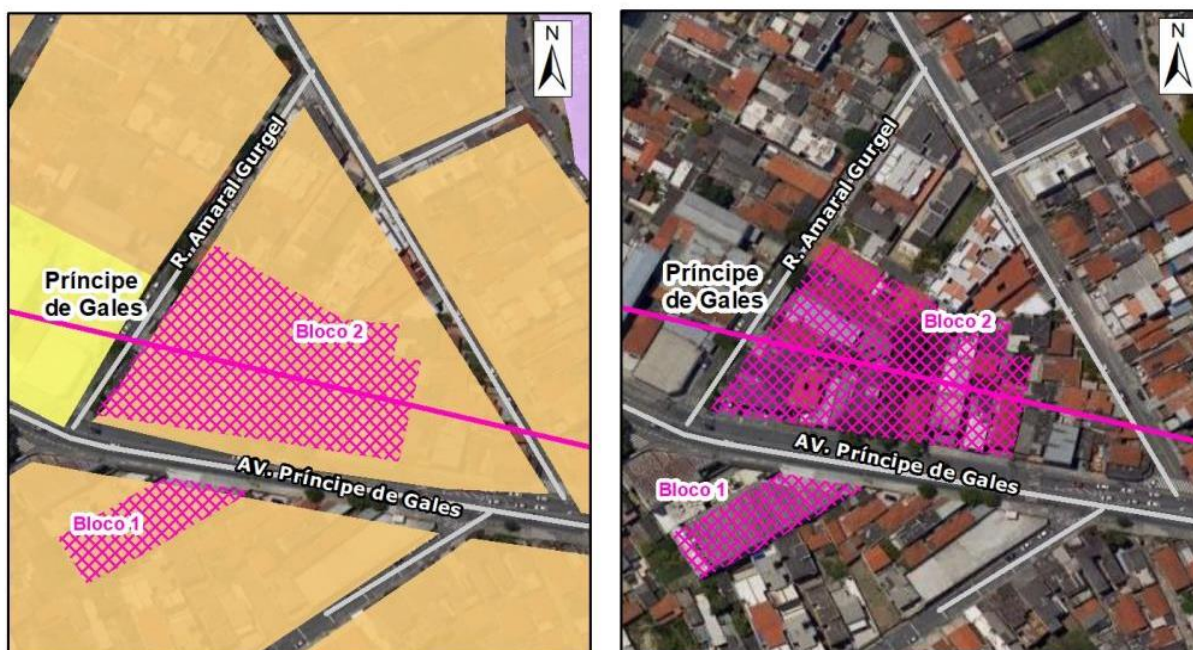 N
R. Amaral Gurgel
Príncipe
de Gales
Bloco 2
AV. Príncipe de Gales
Bloco 1
N
R. Amaral Gurgel
Príncipe
de Gales
Bloco 2
AV. Príncipe de Gales
Bloco 1